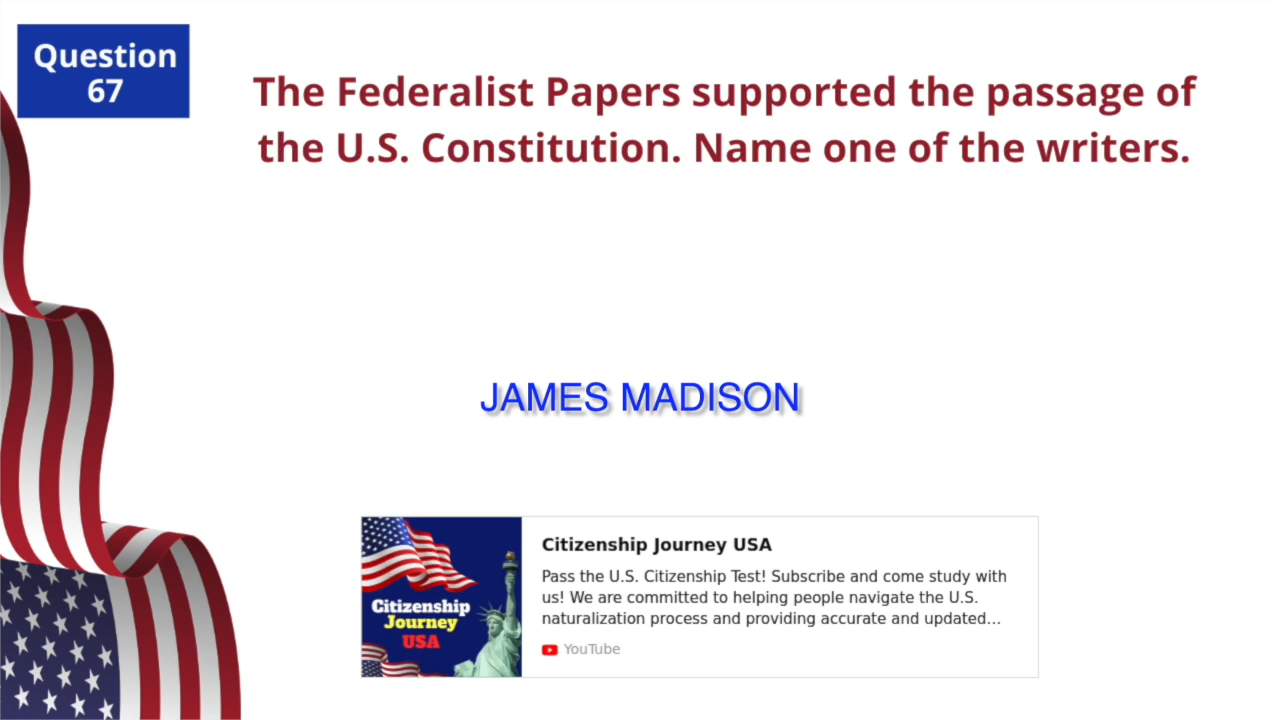 Question
67
The Federalist Papers supported the passage of
the U.S. Constitution. Name one of the writers.
JAMES MADISON
Citizenship Journey USA
Pass the U.S. Citizenship Test! Subscribe and come study with
us! We are committed to helping people navigate the U.S.
naturalization process and providing accurate and updated...
YouTube
Citizenship
Journey
USA